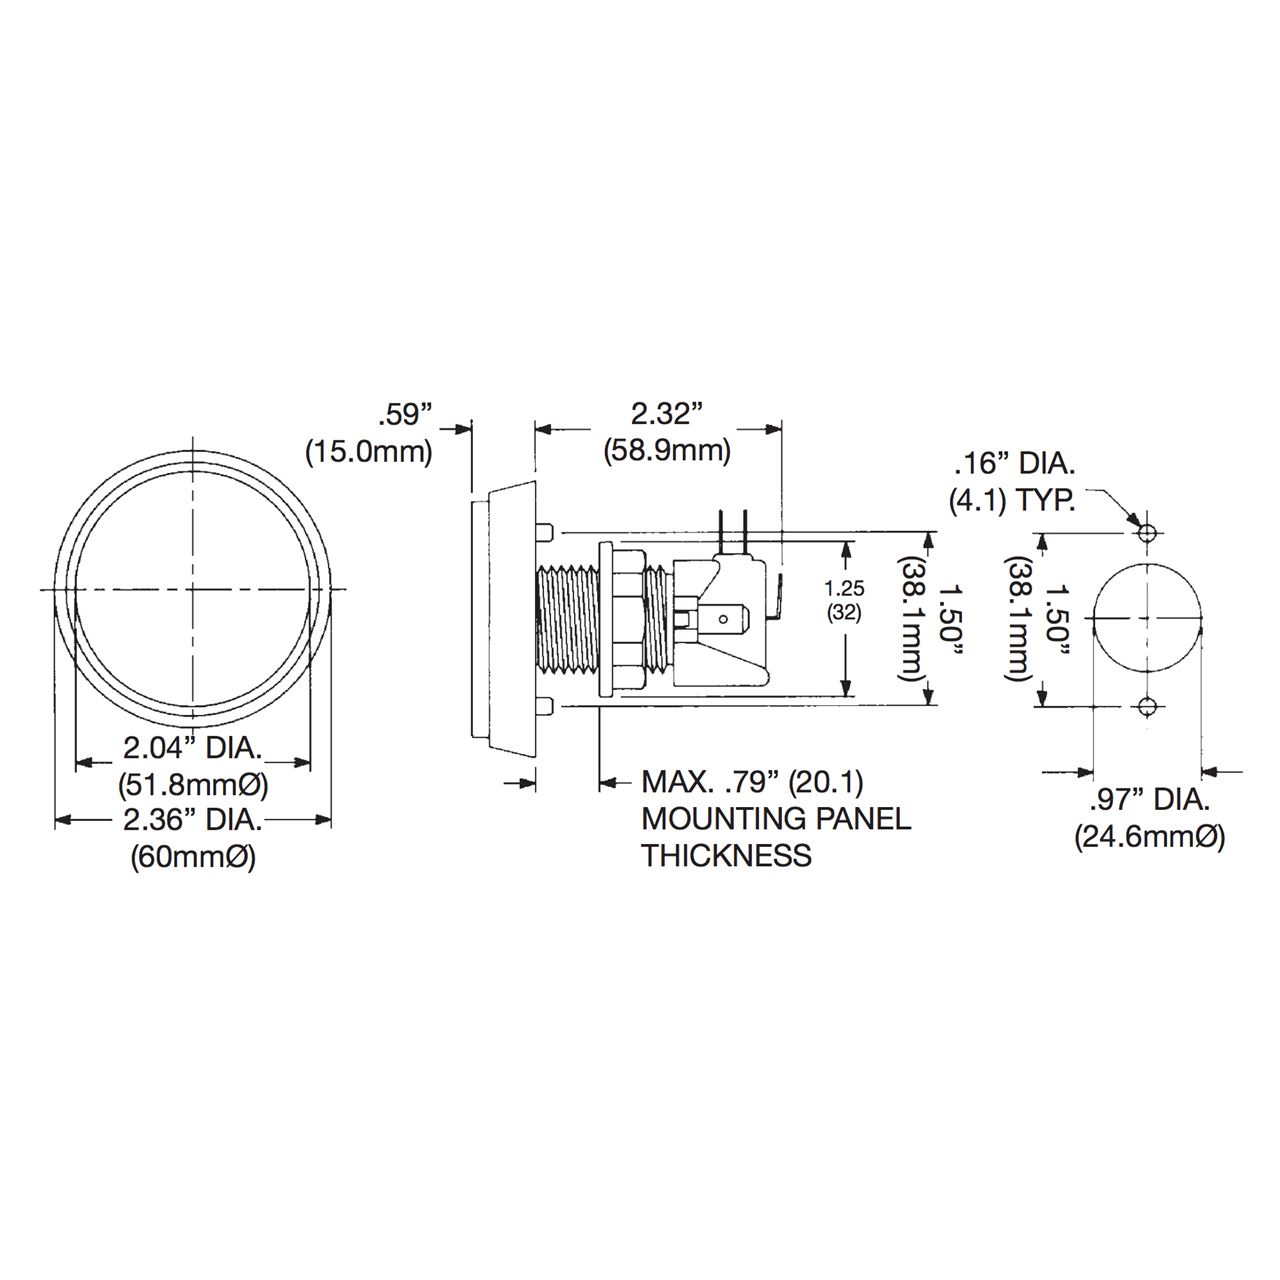 .59”
(15.0mm)
2.32”
(58.9mm)
2.04” DIA.
(51.8mmØ)
2.36” DIA.
(60mmØ)
1.25
(32)
1.50”
(38.1mm)
MAX. .79” (20.1)
MOUNTING PANEL
THICKNESS
.16” DIA.
(4.1) TYP.
1.50”
(38.1mm)
.97” DIA.
(24.6mmØ)